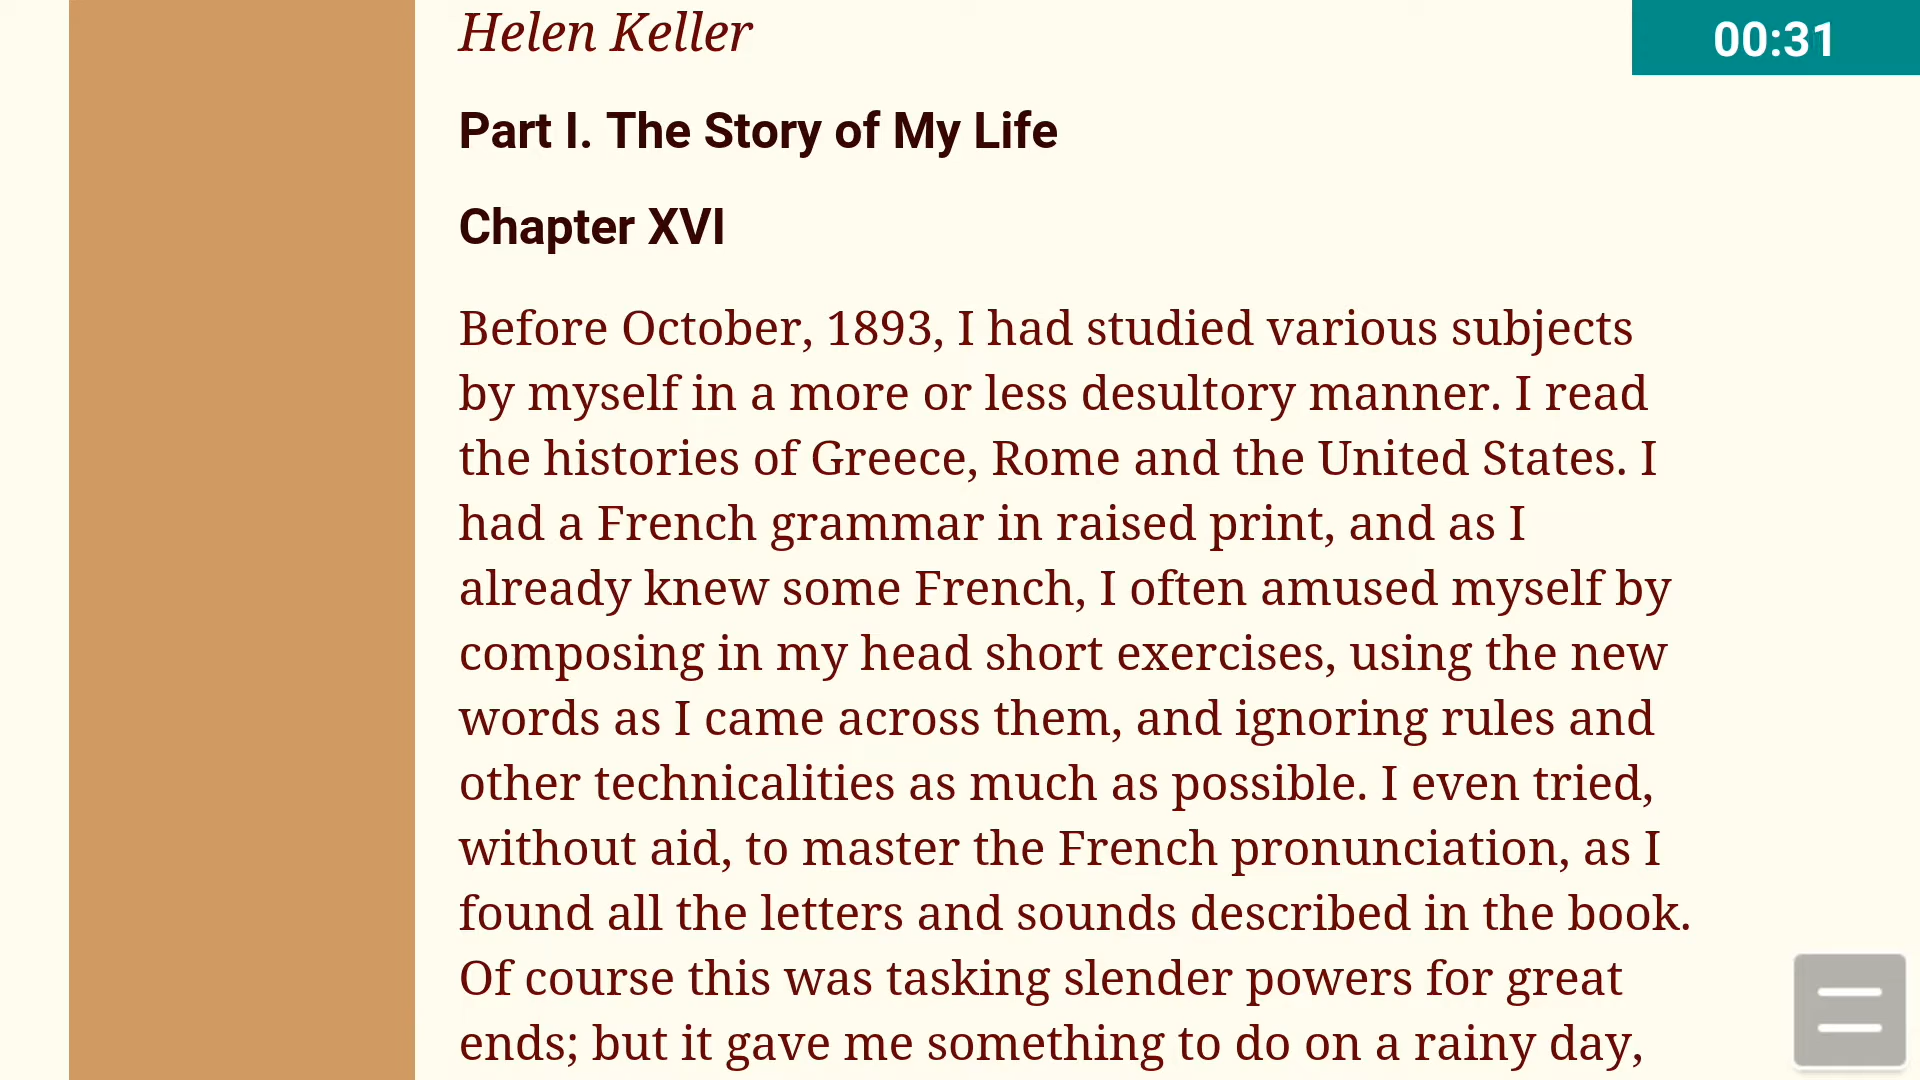 Helen Keller
00:31
Part I. The Story of My Life
Chapter XVI
Before October, 1893, I had studied various subjects
by myself in a more or less desultory manner. I read
the histories of Greece, Rome and the United States. I
had a French grammar in raised print, and as I
already knew some French, I often amused myself by
composing in my head short exercises, using the new
words as I came across them, and ignoring rules and
other technicalities as much as possible. I even tried,
without aid, to master the French pronunciation, as I
found all the letters and sounds described in the book.
Of course this was tasking slender powers for great
ends; but it gave me something to do on a rainy day,